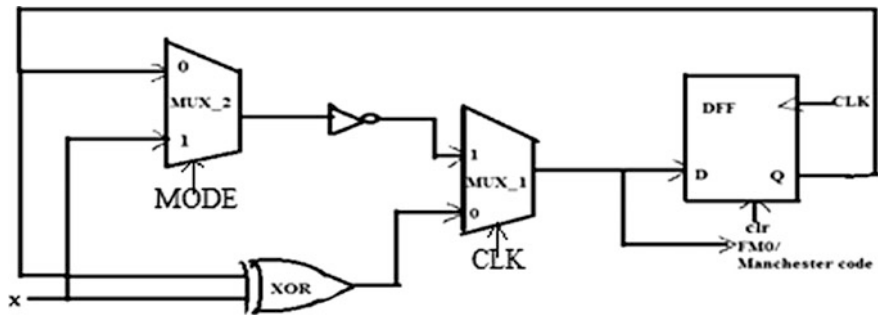 0
MUX_2
1
MODE
XOR
X
1
MUX_1
0
CLK
DFF
CLK
D
Q
clr
FM0/
Manchester code